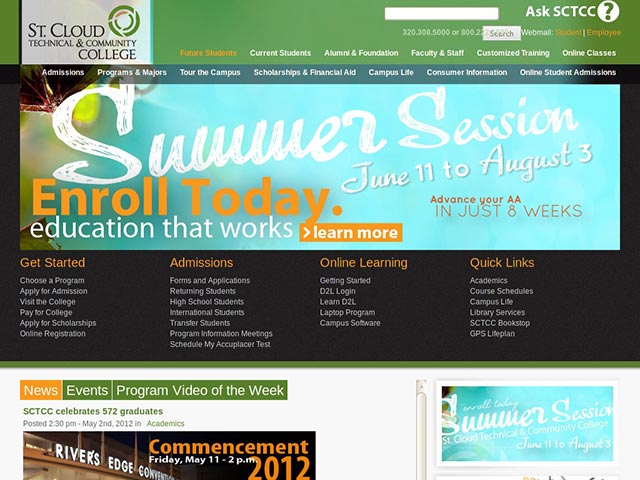 ST. CLOUD
TECHNICAL & COMMUNITY
COLLEGE
Ask SCTCC ?
320.308.5000 or 800.22
Search
Webmail: Student | Employee
Future Students Current Students Alumni & Foundation Faculty & Staff Customized Training Online Classes
Admissions Programs & Majors Tour the Campus Scholarships & Financial Aid Campus Life Consumer Information Online Student Admissions
Summer Session
June 11 to August 3
Enroll Today.
education that works
> learn more
Advance your AA
IN JUST 8 WEEKS
Get Started
Choose a Program
Apply for Admission
Visit the College
Pay for College
Apply for Scholarships
Online Registration
Admissions
Forms and Applications
Returning Students
High School Students
International Students
Transfer Students
Program Information Meetings
Schedule My Accuplacer Test
Online Learning
Getting Started
D2L Login
Learn D2L
Laptop Program
Campus Software
Quick Links
Academics
Course Schedules
Campus Life
Library Services
SCTCC Bookstop
GPS Lifeplan
News Events Program Video of the Week
SCTCC celebrates 572 graduates
Posted 2:30 pm - May 2nd, 2012 in Academics
RIVER'S EDGE CONVENTION
Commencement
Friday, May 11 - 2 p.m.
2012
enroll today
Summer Session
St. Cloud Technical & Community College
June 11 to August 3